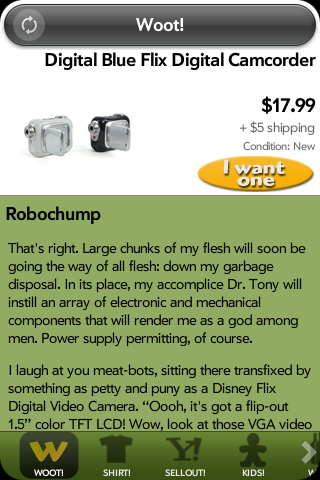 Woot!
Digital Blue Flix Digital Camcorder
$17.99
+ $5 shipping
Condition: New
I want
one
Robochump
That's right. Large chunks of my flesh will soon be
going the way of all flesh: down my garbage
disposal. In its place, my accomplice Dr. Tony will
instill an array of electronic and mechanical
components that will render me as a god among
men. Power supply permitting, of course.
I laugh at you meat-bots, sitting there transfixed by
something as petty and puny as a Disney Flix
Digital Video Camera. “Oooh, it's got a flip-out
1.5” color TFT LCD! Wow, look at those VGA video
WOOT! SHIRT! SELLOUT! KIDS!